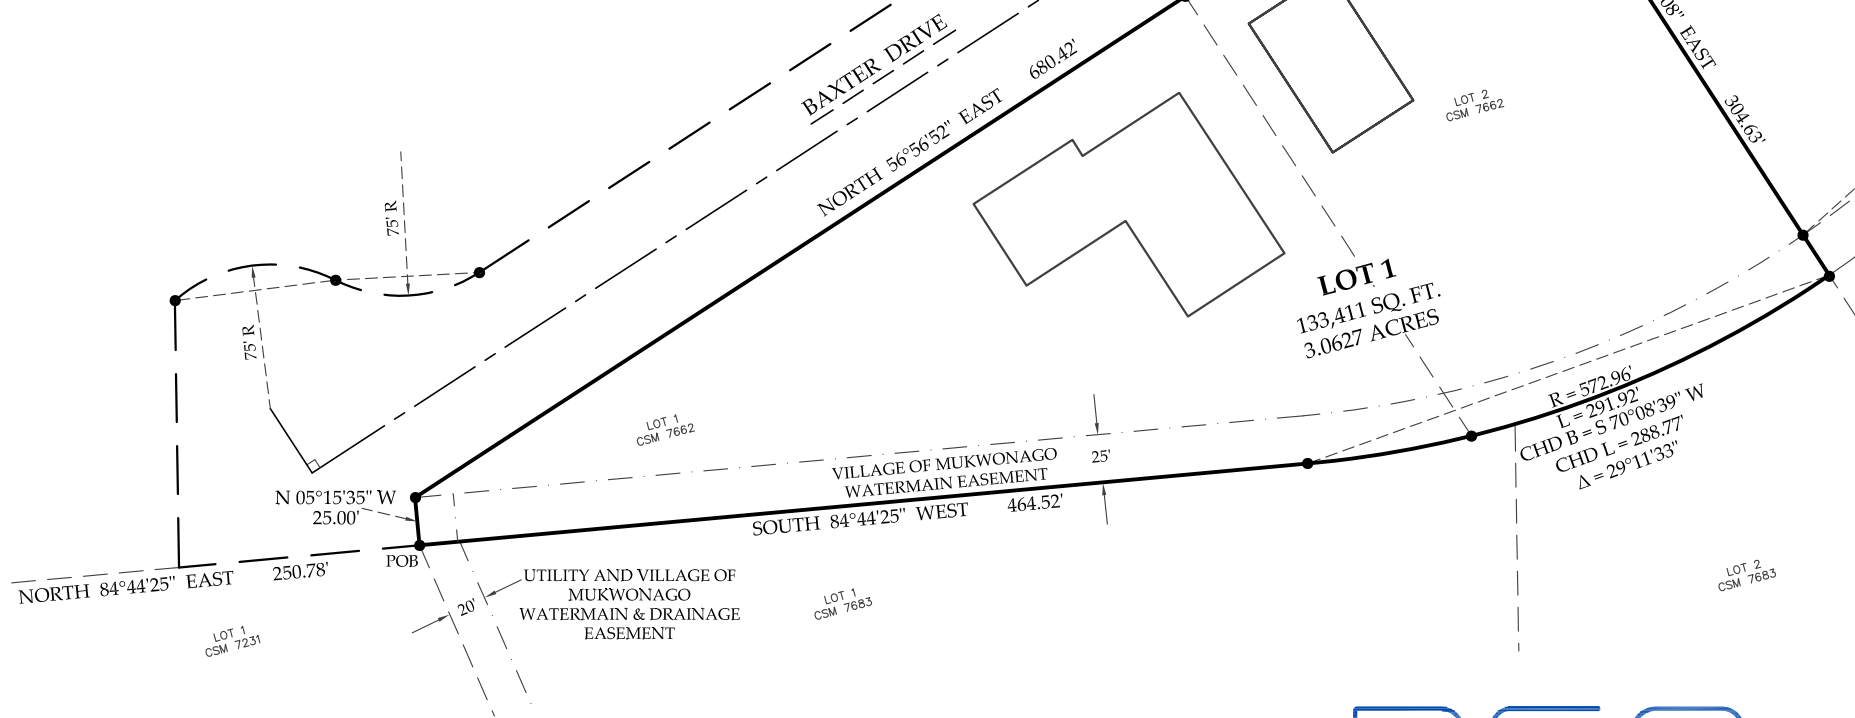 BAXTER DRIVE
NORTH 56°56'52" EAST 680.42'
08" EAST
304.63'
LOT 2
CSM 7662
75' R
75' R
LOT 1
133,411 SQ. FT.
3.0627 ACRES
R = 572.96'
L = 291.92'
CHD B = S 70°08'39" W
CHD L = 288.77'
Δ = 29°11'33"
LOT 1
CSM 7662
VILLAGE OF MUKWONAGO
WATERMAIN EASEMENT
25'
N 05°15'35" W
25.00'
SOUTH 84°44'25" WEST 464.52'
POB
NORTH 84°44'25" EAST 250.78'
UTILITY AND VILLAGE OF
MUKWONAGO
WATERMAIN & DRAINAGE
EASEMENT
20'
LOT 1
CSM 7683
LOT 2
CSM 7683
LOT 1
CSM 7231